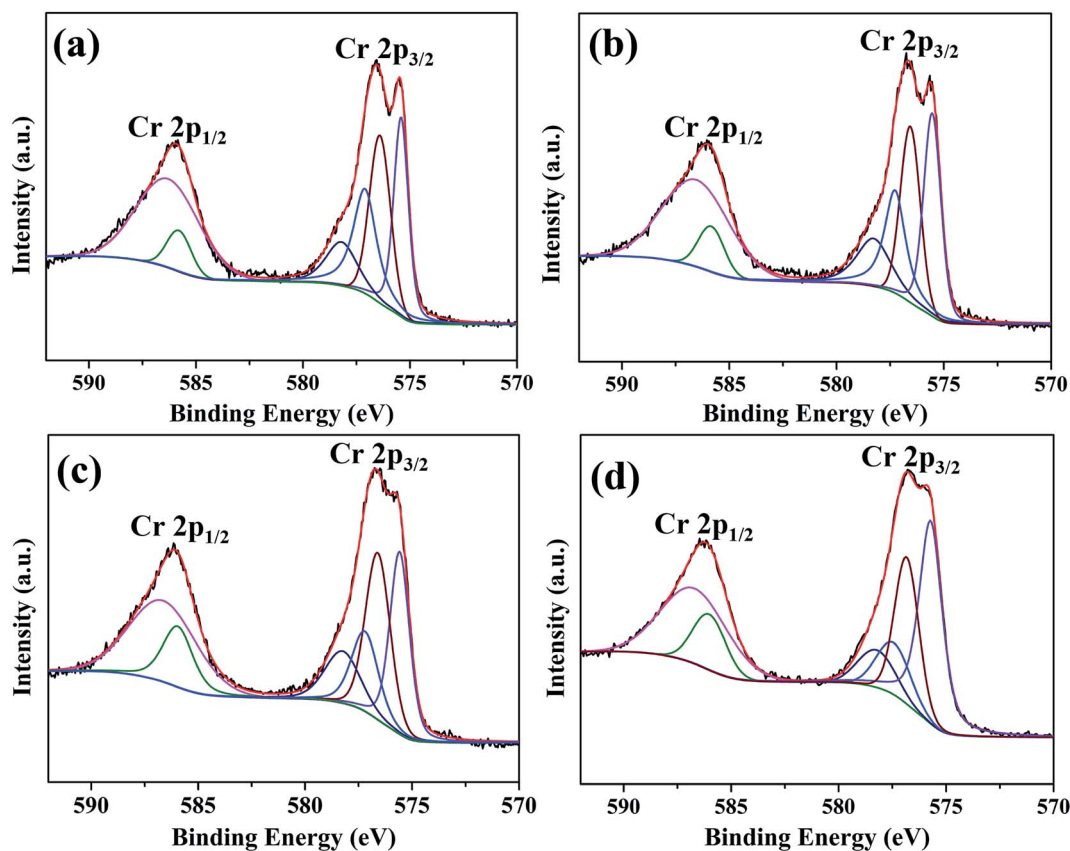 (a)
Cr 2p3/2
Cr 2p1/2
Intensity (a.u.)
590 585 580 575 570
Binding Energy (eV)
(b)
Cr 2p3/2
Cr 2p1/2
Intensity (a.u.)
590 585 580 575 570
Binding Energy (eV)
(c)
Cr 2p3/2
Cr 2p1/2
Intensity (a.u.)
590 585 580 575 570
Binding Energy (eV)
(d)
Cr 2p3/2
Cr 2p1/2
Intensity (a.u.)
590 585 580 575 570
Binding Energy (eV)